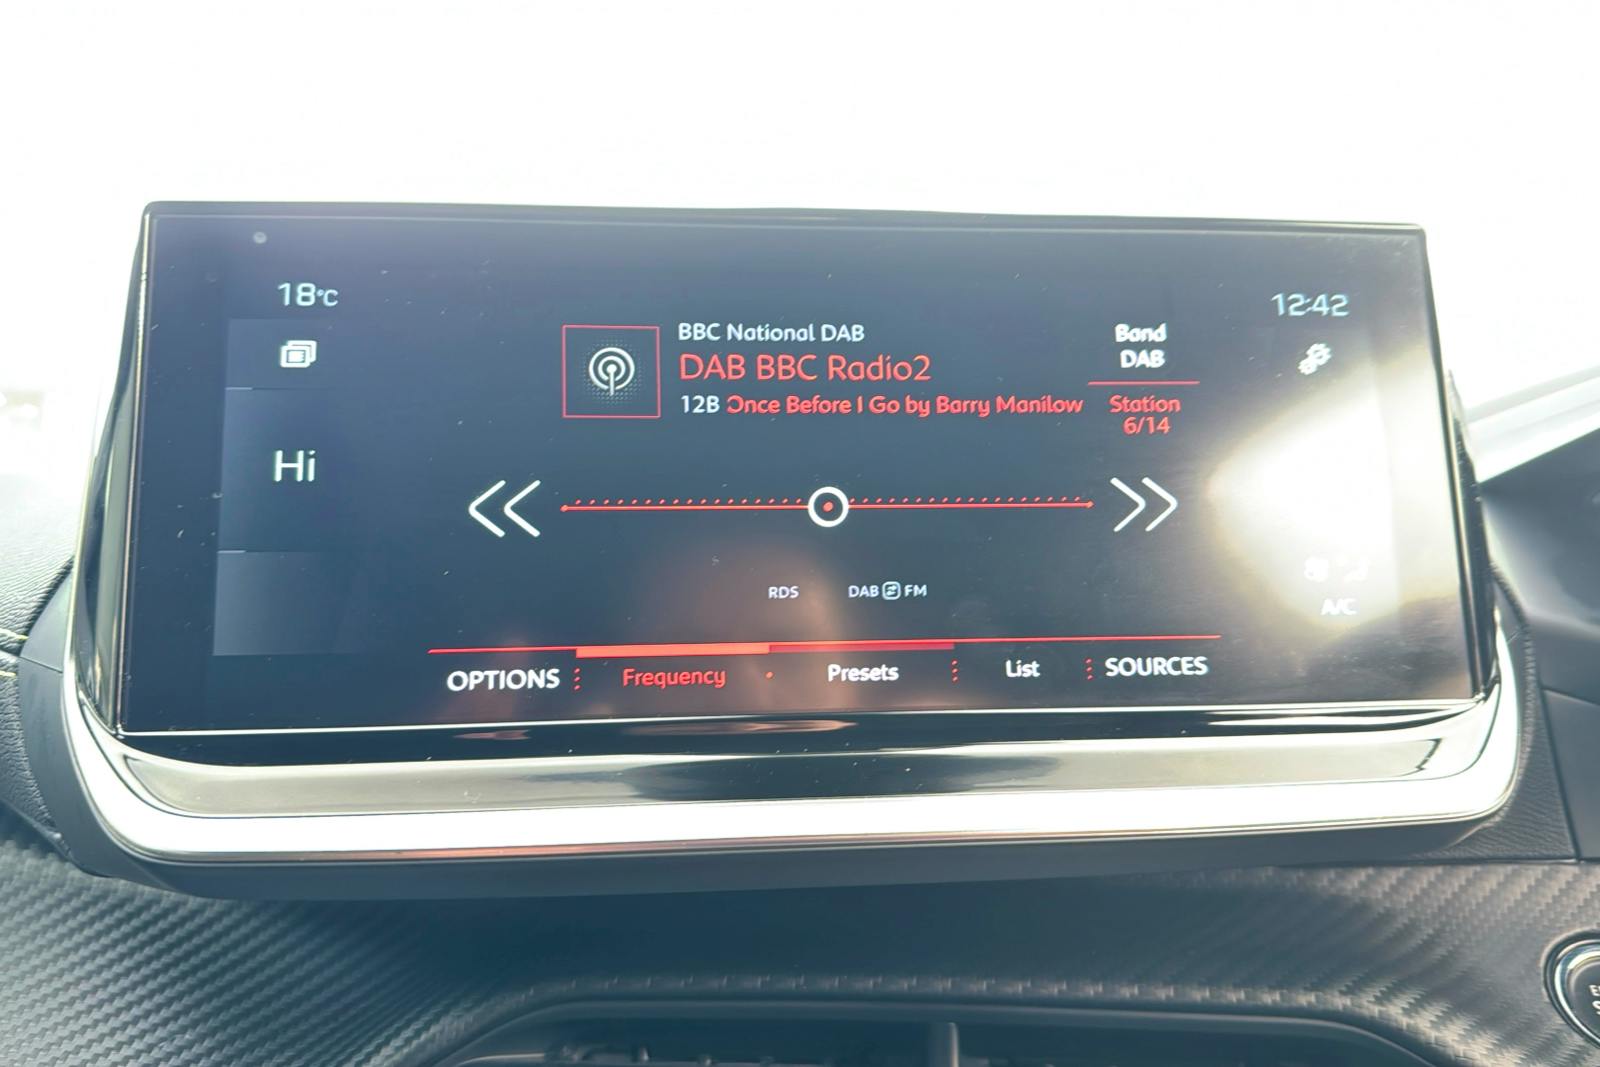 18°C
12:42
BBC National DAB
DAB BBC Radio2
12B Once Before I Go by Barry Manilow
Band
DAB
Station
6/14
Hi
RDS
DAB FM
A/C
OPTIONS
Frequency
Presets
List
SOURCES